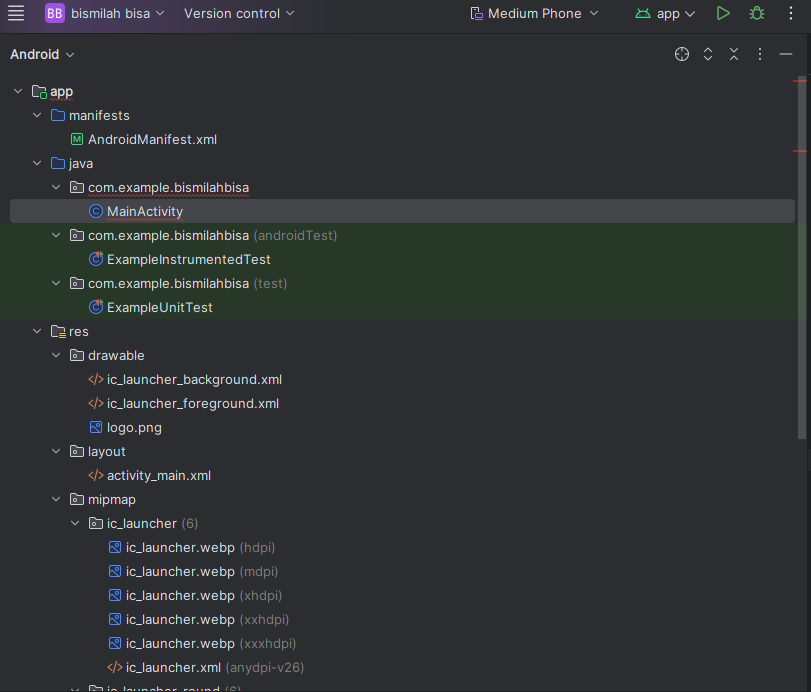 BB bismilah bisa Version control Medium Phone app
Android
app
manifests
M AndroidManifest.xml
java
com.example.bismilahbisa
C MainActivity
com.example.bismilahbisa (androidTest)
C ExampleInstrumentedTest
com.example.bismilahbisa (test)
C ExampleUnitTest
res
drawable
</> ic_launcher_background.xml
</> ic_launcher_foreground.xml
logo.png
layout
</> activity_main.xml
mipmap
ic_launcher (6)
ic_launcher.webp (hdpi)
ic_launcher.webp (mdpi)
ic_launcher.webp (xhdpi)
ic_launcher.webp (xxhdpi)
ic_launcher.webp (xxxhdpi)
</> ic_launcher.xml (anydpi-v26)
ic_launcher_round (6)